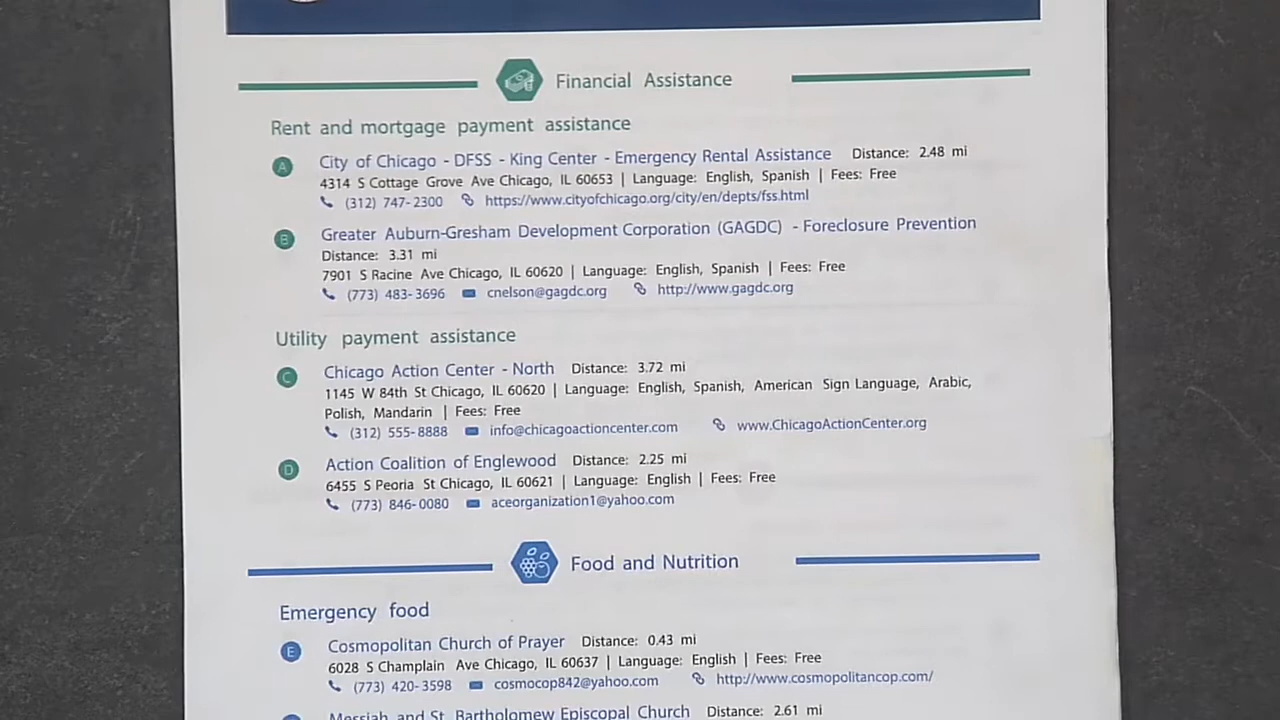 Financial Assistance
Rent and mortgage payment assistance
A City of Chicago - DFSS - King Center - Emergency Rental Assistance Distance: 2.48 mi
4314 S Cottage Grove Ave Chicago, IL 60653 | Language: English, Spanish | Fees: Free
(312) 747-2300 https://www.cityofchicago.org/city/en/depts/fss.html
B Greater Auburn-Gresham Development Corporation (GAGDC) - Foreclosure Prevention
Distance: 3.31 mi
7901 S Racine Ave Chicago, IL 60620 | Language: English, Spanish | Fees: Free
(773) 483-3696 cnelson@gagdc.org http://www.gagdc.org
Utility payment assistance
C Chicago Action Center - North Distance: 3.72 mi
1145 W 84th St Chicago, IL 60620 | Language: English, Spanish, American Sign Language, Arabic,
Polish, Mandarin | Fees: Free
(312) 555-8888 info@chicagoactioncenter.com www.ChicagoActionCenter.org
D Action Coalition of Englewood Distance: 2.25 mi
6455 S Peoria St Chicago, IL 60621 | Language: English | Fees: Free
(773) 846-0080 aceorganization1@yahoo.com
Food and Nutrition
Emergency food
E Cosmopolitan Church of Prayer Distance: 0.43 mi
6028 S Champlain Ave Chicago, IL 60637 | Language: English | Fees: Free
(773) 420-3598 cosmocop842@yahoo.com http://www.cosmopolitancop.com/
Messiah and St. Bartholomew Episcopal Church Distance: 2.61 mi